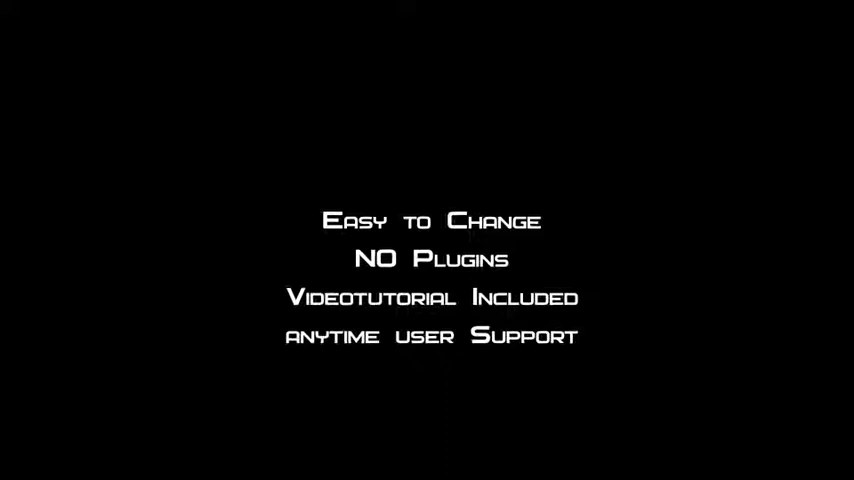 Easy to Change
NO Plugins
Videotutorial Included
anytime user Support